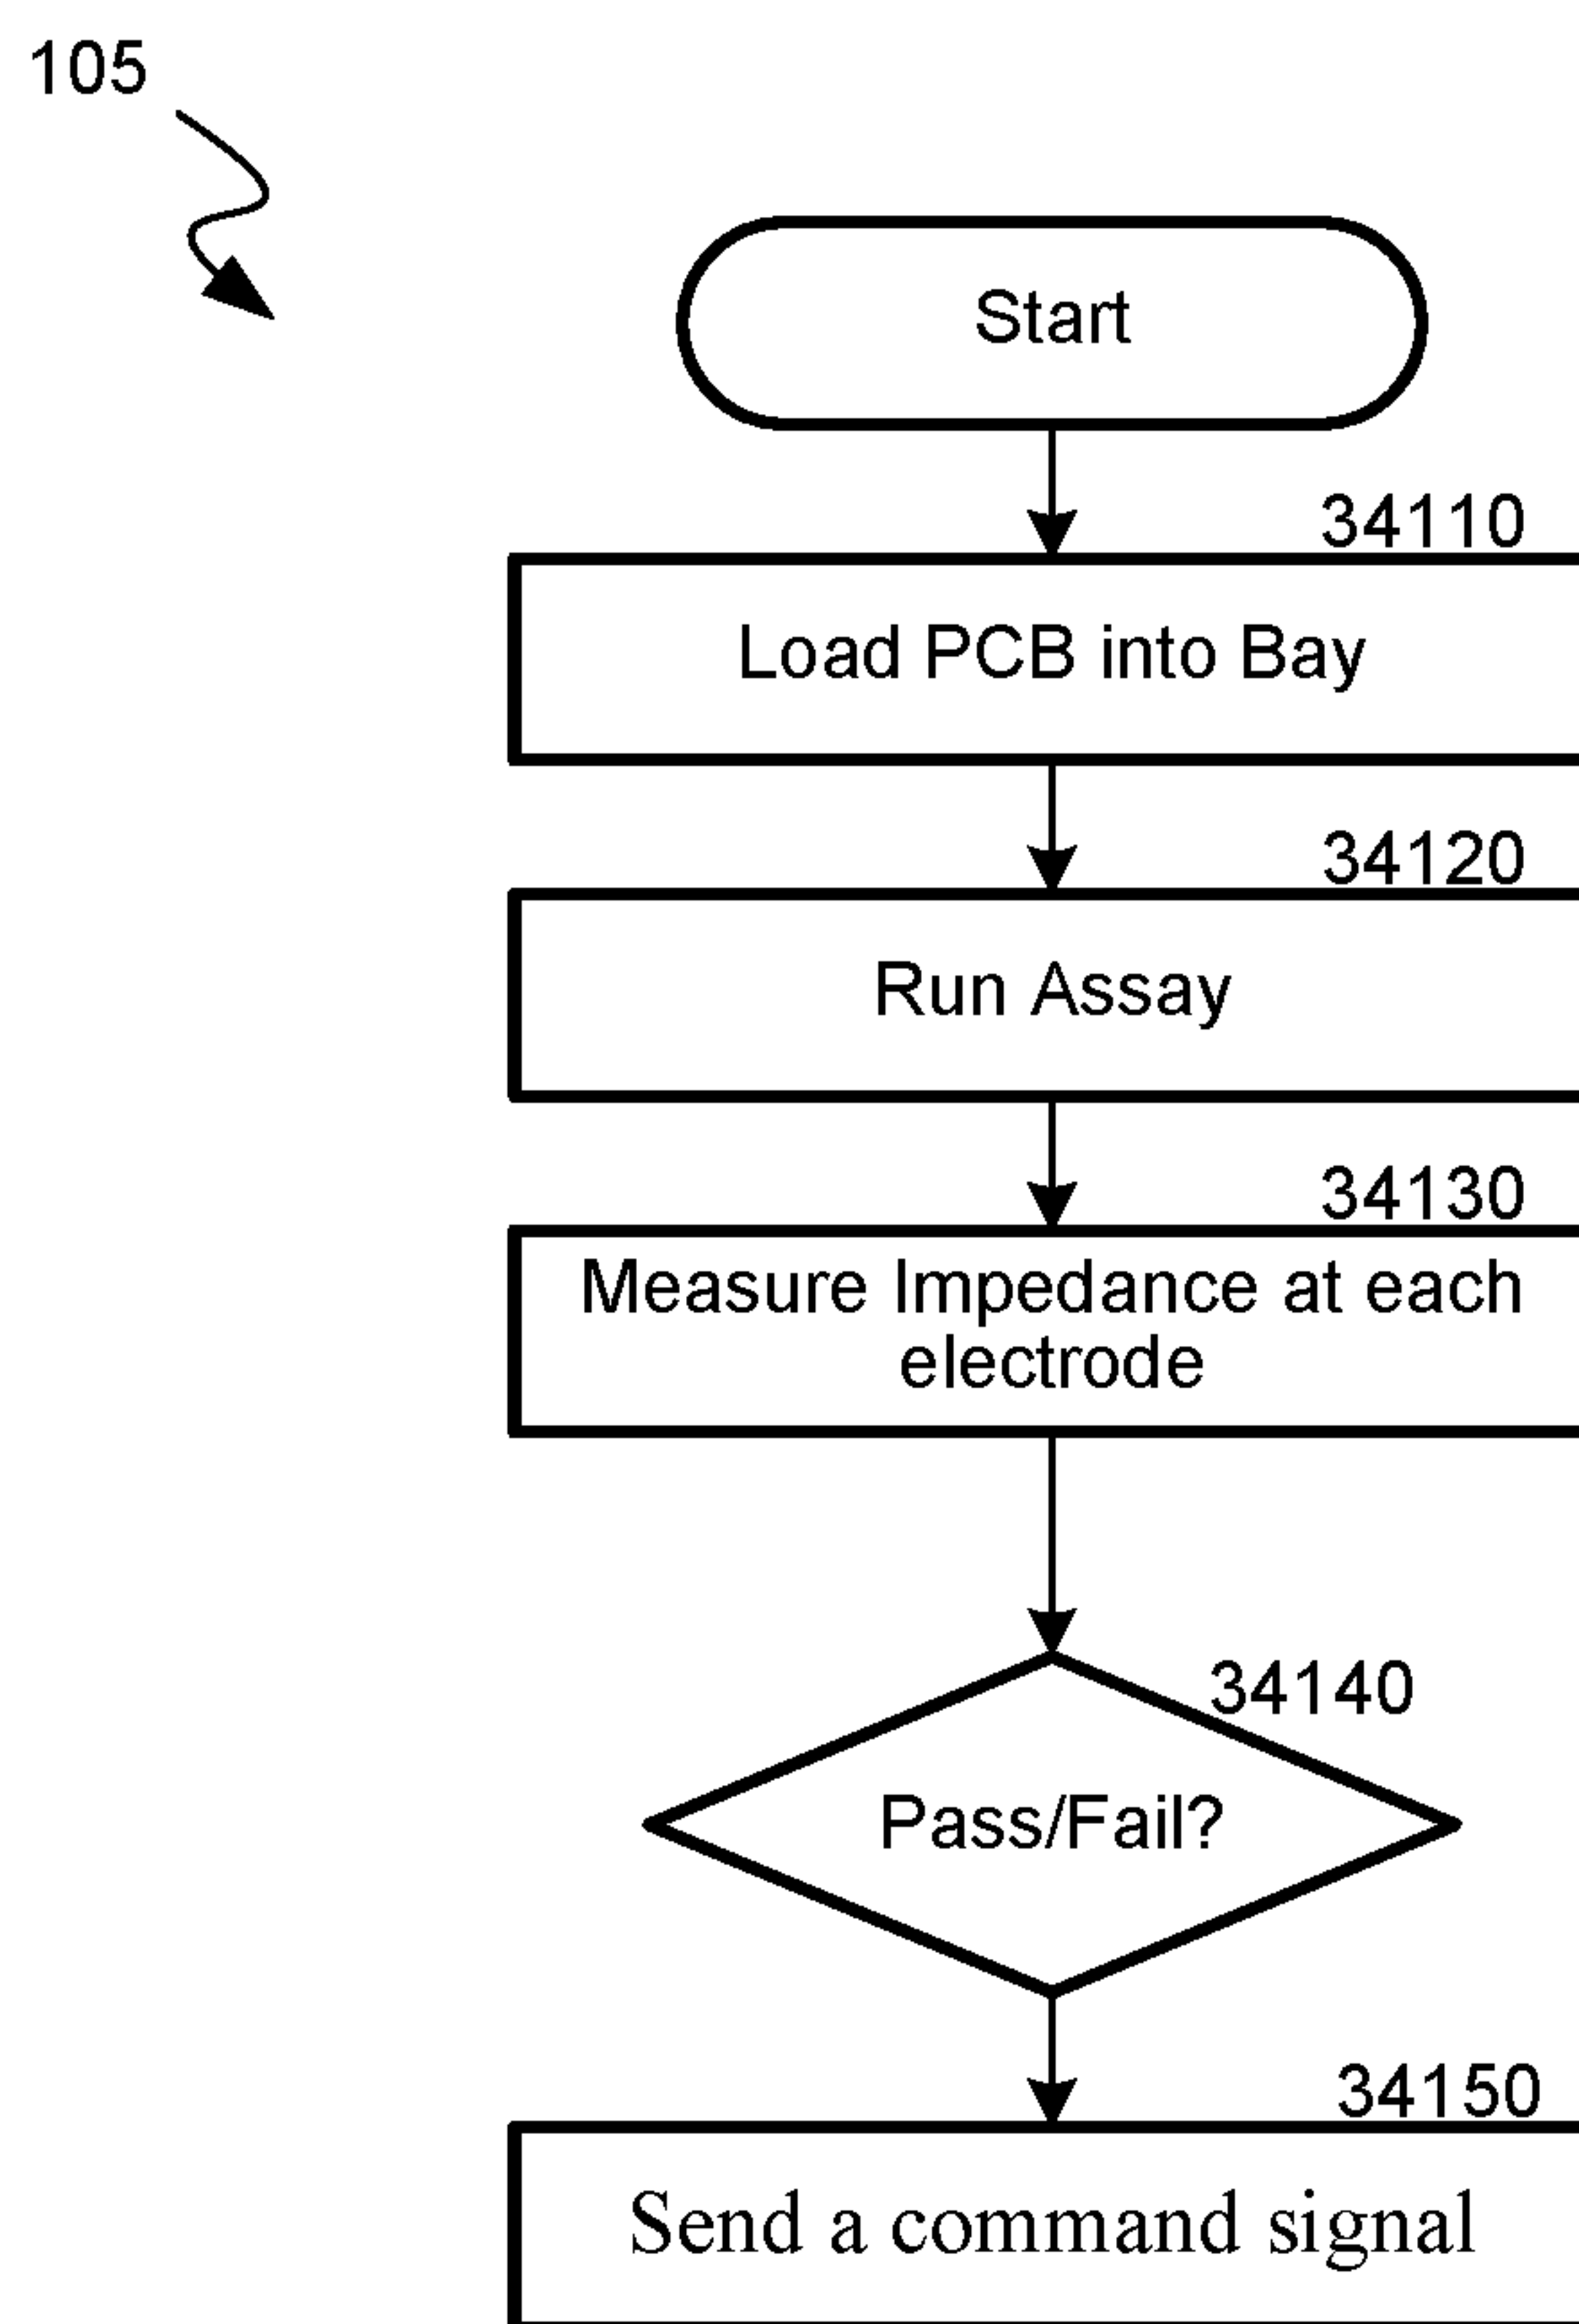 105
Start
34110
Load PCB into Bay
34120
Run Assay
34130
Measure Impedance at each
electrode
34140
Pass/Fail?
34150
Send a command signal